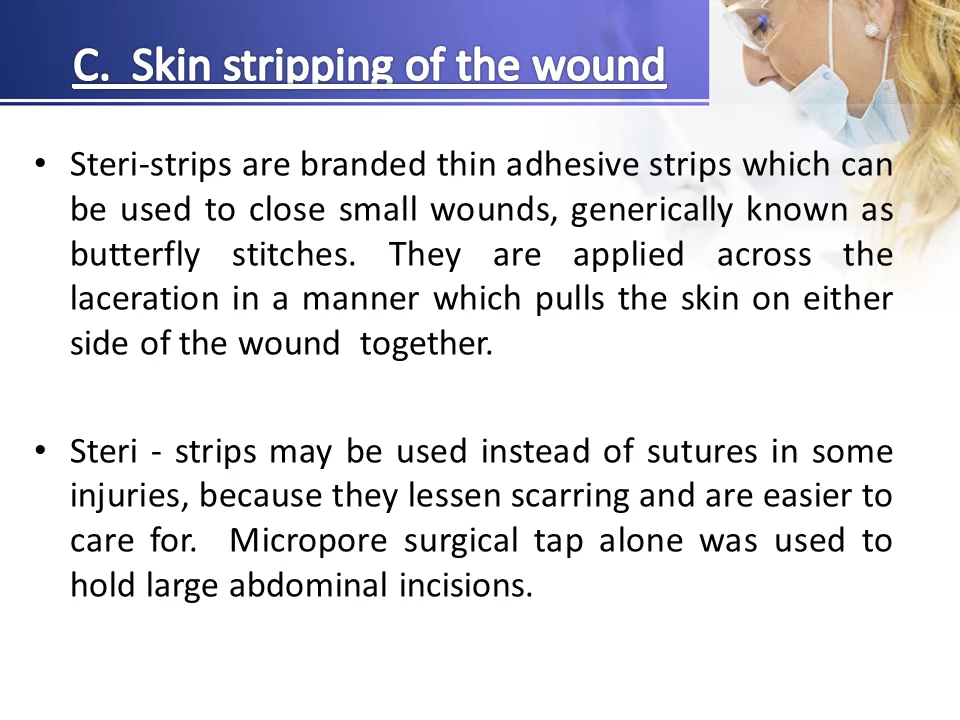 C. Skin stripping of the wound
• Steri-strips are branded thin adhesive strips which can
be used to close small wounds, generically known as
butterfly stitches. They are applied across the
laceration in a manner which pulls the skin on either
side of the wound together.
• Steri - strips may be used instead of sutures in some
injuries, because they lessen scarring and are easier to
care for. Micropore surgical tap alone was used to
hold large abdominal incisions.